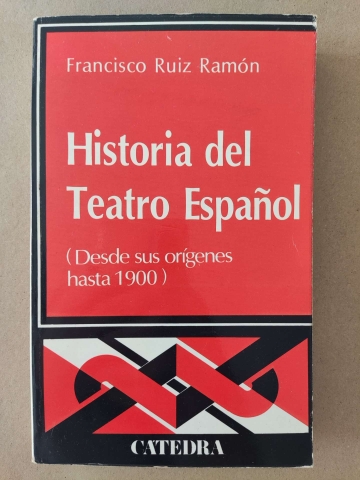 Francisco Ruiz Ramón
Historia del
Teatro Español
(Desde sus orígenes
hasta 1900)
CATEDRA